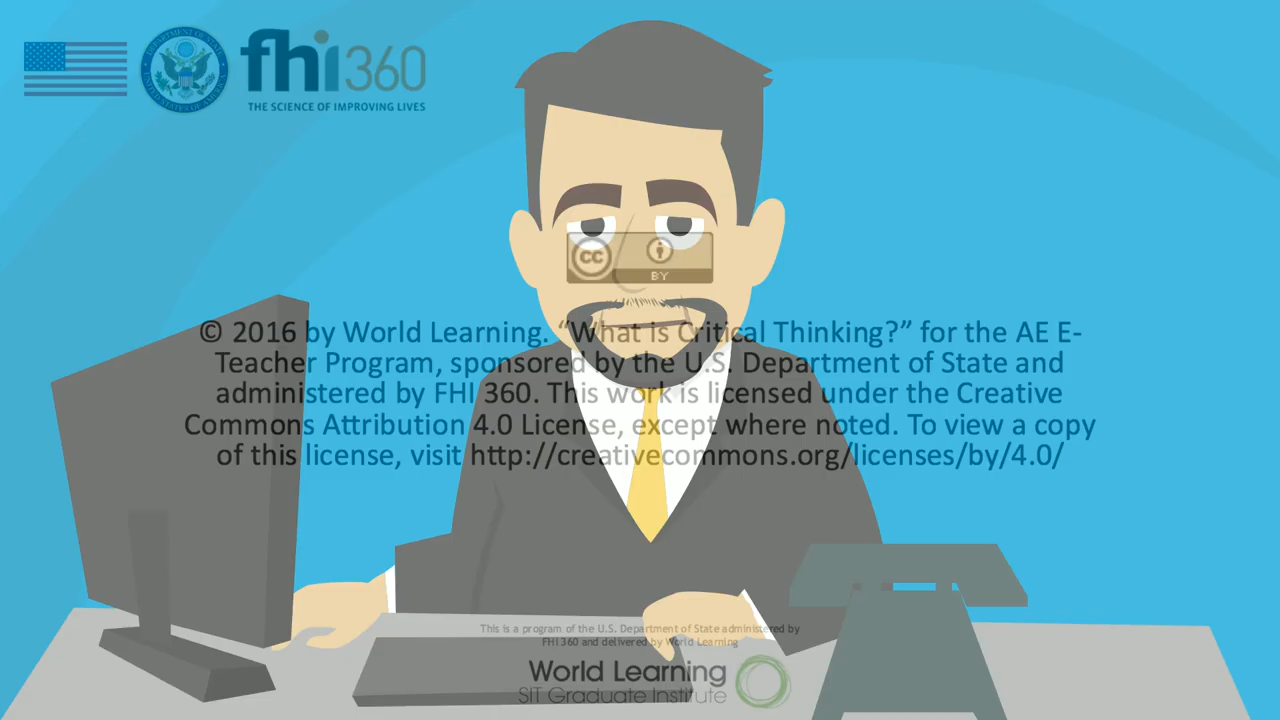 fhi360
THE SCIENCE OF IMPROVING LIVES
CC
BY
© 2016 by World Learning. “What is Critical Thinking?” for the AE E-
Teacher Program, sponsored by the U.S. Department of State and
administered by FHI 360. This work is licensed under the Creative
Commons Attribution 4.0 License, except where noted. To view a copy
of this license, visit http://creativecommons.org/licenses/by/4.0/
This is a program of the U.S. Department of State administered by
FHI 360 and delivered by World Learning
World Learning
SIT Graduate Institute